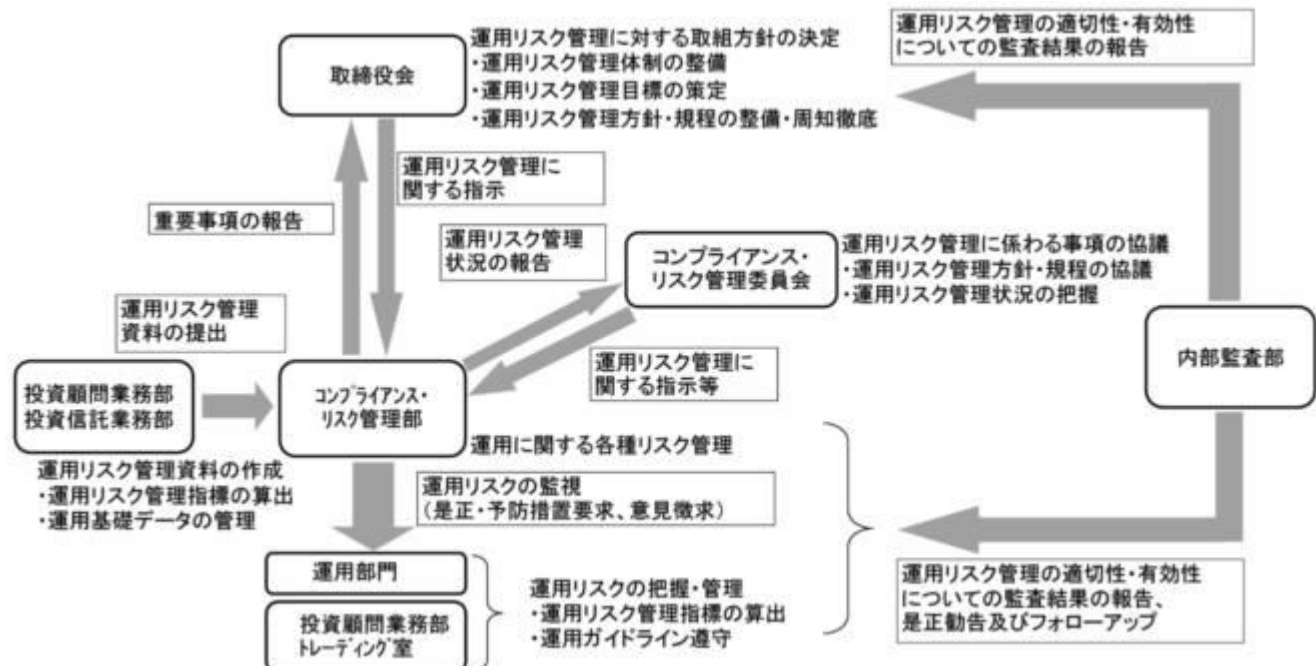 取締役会
運用リスク管理に対する取組方針の決定
・運用リスク管理体制の整備
・運用リスク管理目標の策定
・運用リスク管理方針・規程の整備・周知徹底
運用リスク管理の適切性・有効性
についての監査結果の報告
運用リスク管理に
関する指示
重要事項の報告
運用リスク管理
状況の報告
コンプライアンス・
リスク管理委員会
運用リスク管理に係わる事項の協議
・運用リスク管理方針・規程の協議
・運用リスク管理状況の把握
運用リスク管理
資料の提出
運用リスク管理に
関する指示等
内部監査部
投資顧問業務部
投資信託業務部
コンプライアンス・
リスク管理部
運用に関する各種リスク管理
運用リスク管理資料の作成
・運用リスク管理指標の算出
・運用基礎データの管理
運用リスクの監視
(是正・予防措置要求、意見徴求)
運用部門
投資顧問業務部
トレーディング室
運用リスクの把握・管理
・運用リスク管理指標の算出
・運用ガイドライン遵守
運用リスク管理の適切性・有効性
についての監査結果の報告、
是正勧告及びフォローアップ